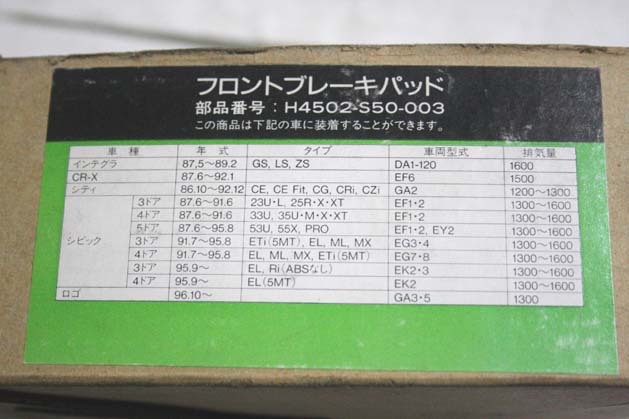 フロントブレーキパッド
部品番号：H4502-S50-003
この商品は下記の車に装着することができます。
車種 年式 タイプ 車両型式 排気量
インテグラ 87.5〜89.2 GS, LS, ZS DA1-120 1600
CR-X 87.6〜92.1 EF6 1500
シティ 86.10〜92.12 CE, CE Fit, CG, CRi, CZi GA2 1200〜1300
シビック 3ドア 87.6〜91.6 23U・L, 25R・X・XT EF1・2 1300〜1600
4ドア 87.6〜91.6 33U, 35U・M・X・XT EF1・2 1300〜1600
5ドア 87.6〜95.8 53U, 55X, PRO EF1・2, EY2 1300〜1600
3ドア 91.7〜95.8 ETi(5MT), EL, ML, MX EG3・4 1300〜1600
4ドア 91.7〜95.8 EL, ML, MX, ETi(5MT) EG7・8 1300〜1600
3ドア 95.9〜 EL, Ri(ABSなし) EK2・3 1300〜1600
4ドア 95.9〜 EL(5MT) EK2 1300〜1600
ロゴ 96.10〜 GA3・5 1300